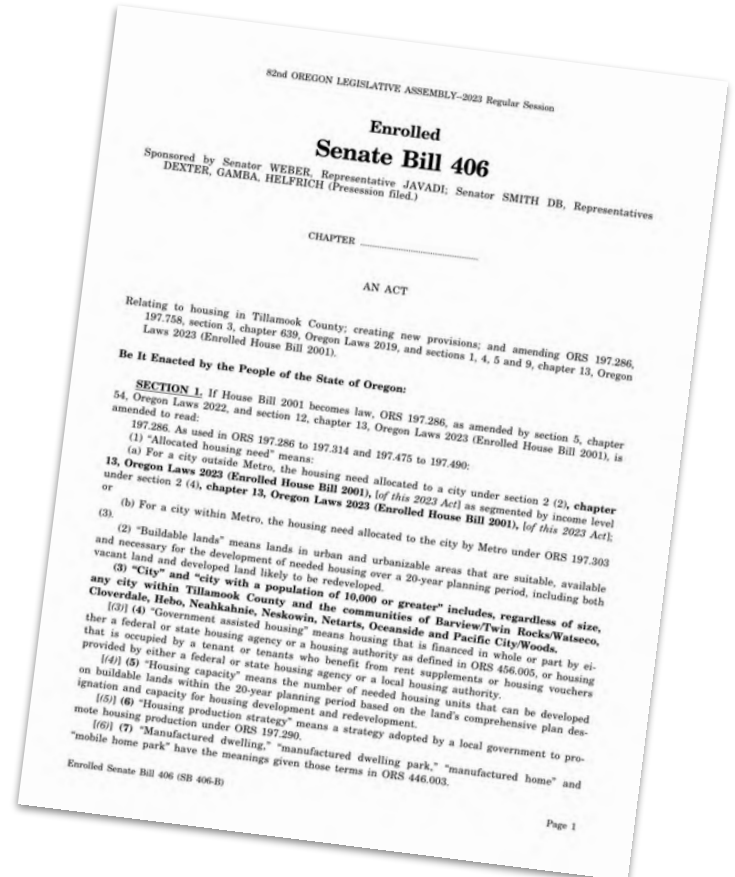 82nd OREGON LEGISLATIVE ASSEMBLY--2023 Regular Session
Enrolled
Senate Bill 406
Sponsored by Senator WEBER, Representative JAVADI; Senator SMITH DB, Representatives
DEXTER, GAMBA, HELFRICH (Presession filed.)
CHAPTER .................................................
AN ACT
Relating to housing in Tillamook County; creating new provisions; and amending ORS 197.286,
197.758, section 3, chapter 639, Oregon Laws 2019, and sections 1, 4, 5 and 9, chapter 13, Oregon
Laws 2023 (Enrolled House Bill 2001).
Be It Enacted by the People of the State of Oregon:
SECTION 1. If House Bill 2001 becomes law, ORS 197.286, as amended by section 5, chapter
54, Oregon Laws 2022, and section 12, chapter 13, Oregon Laws 2023 (Enrolled House Bill 2001), is
amended to read:
197.286. As used in ORS 197.286 to 197.314 and 197.475 to 197.490:
(1) "Allocated housing need" means:
(a) For a city outside Metro, the housing need allocated to a city under section 2 (2), chapter
13, Oregon Laws 2023 (Enrolled House Bill 2001), [of this 2023 Act] as segmented by income level
under section 2 (4), chapter 13, Oregon Laws 2023 (Enrolled House Bill 2001), [of this 2023 Act];
or
(b) For a city within Metro, the housing need allocated to the city by Metro under ORS 197.303
(3).
(2) "Buildable lands" means lands in urban and urbanizable areas that are suitable, available
and necessary for the development of needed housing over a 20-year planning period, including both
vacant land and developed land likely to be redeveloped.
(3) "City" and "city with a population of 10,000 or greater" includes, regardless of size,
any city within Tillamook County and the communities of Barview/Twin Rocks/Watseco,
Cloverdale, Hebo, Neahkahnie, Neskowin, Netarts, Oceanside and Pacific City/Woods.
[(3)] (4) "Government assisted housing" means housing that is financed in whole or part by ei-
ther a federal or state housing agency or a housing authority as defined in ORS 456.005, or housing
that is occupied by a tenant or tenants who benefit from rent supplements or housing vouchers
provided by either a federal or state housing agency or a local housing authority.
[(4)] (5) "Housing capacity" means the number of needed housing units that can be developed
on buildable lands within the 20-year planning period based on the land's comprehensive plan des-
ignation and capacity for housing development and redevelopment.
[(5)] (6) "Housing production strategy" means a strategy adopted by a local government to pro-
mote housing production under ORS 197.290.
[(6)] (7) "Manufactured dwelling," "manufactured dwelling park," "manufactured home" and
"mobile home park" have the meanings given those terms in ORS 446.003.
Enrolled Senate Bill 406 (SB 406-B)
Page 1